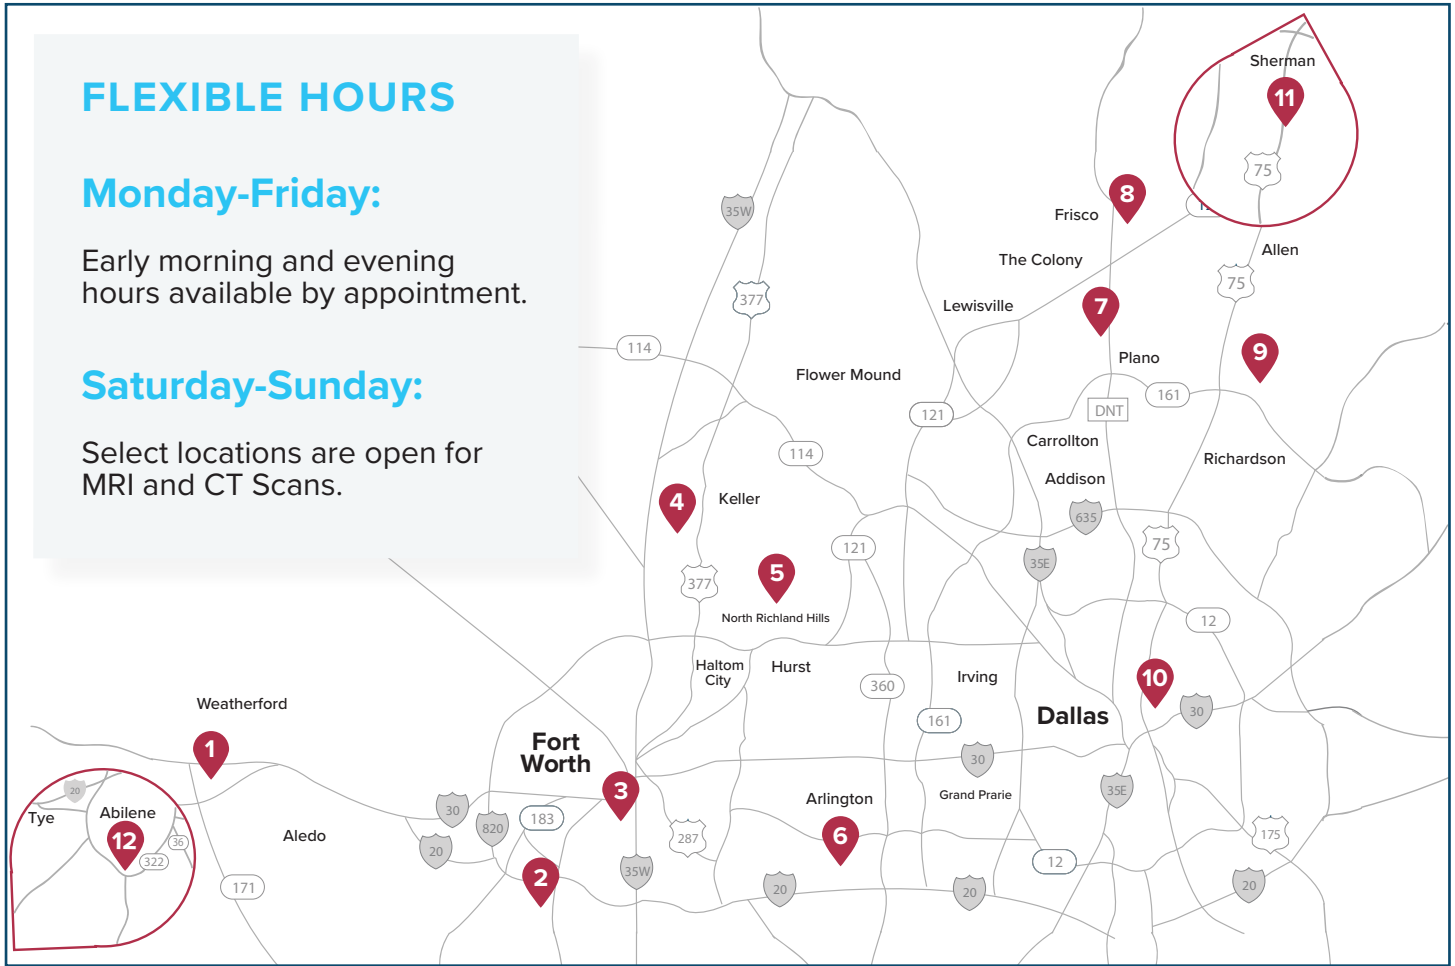 FLEXIBLE HOURS
Monday-Friday:
Early morning and evening
hours available by appointment.
Saturday-Sunday:
Select locations are open for
MRI and CT Scans.
Sherman
11
75
8
Frisco
35W
Allen
The Colony
75
377
Lewisville
7
114
9
Plano
Flower Mound
161
DNT
121
Carrollton
114
Richardson
Addison
4
Keller
635
75
121
35E
5
377
North Richland Hills
12
Haltom
City
Hurst
Irving
10
360
Weatherford
30
161
Dallas
Fort
Worth
1
30
3
20
35E
Arlington
Grand Prarie
Abilene
30
Tye
183
820
6
175
Aledo
287
12
36
322
20
12
35W
2
171
20
20
20